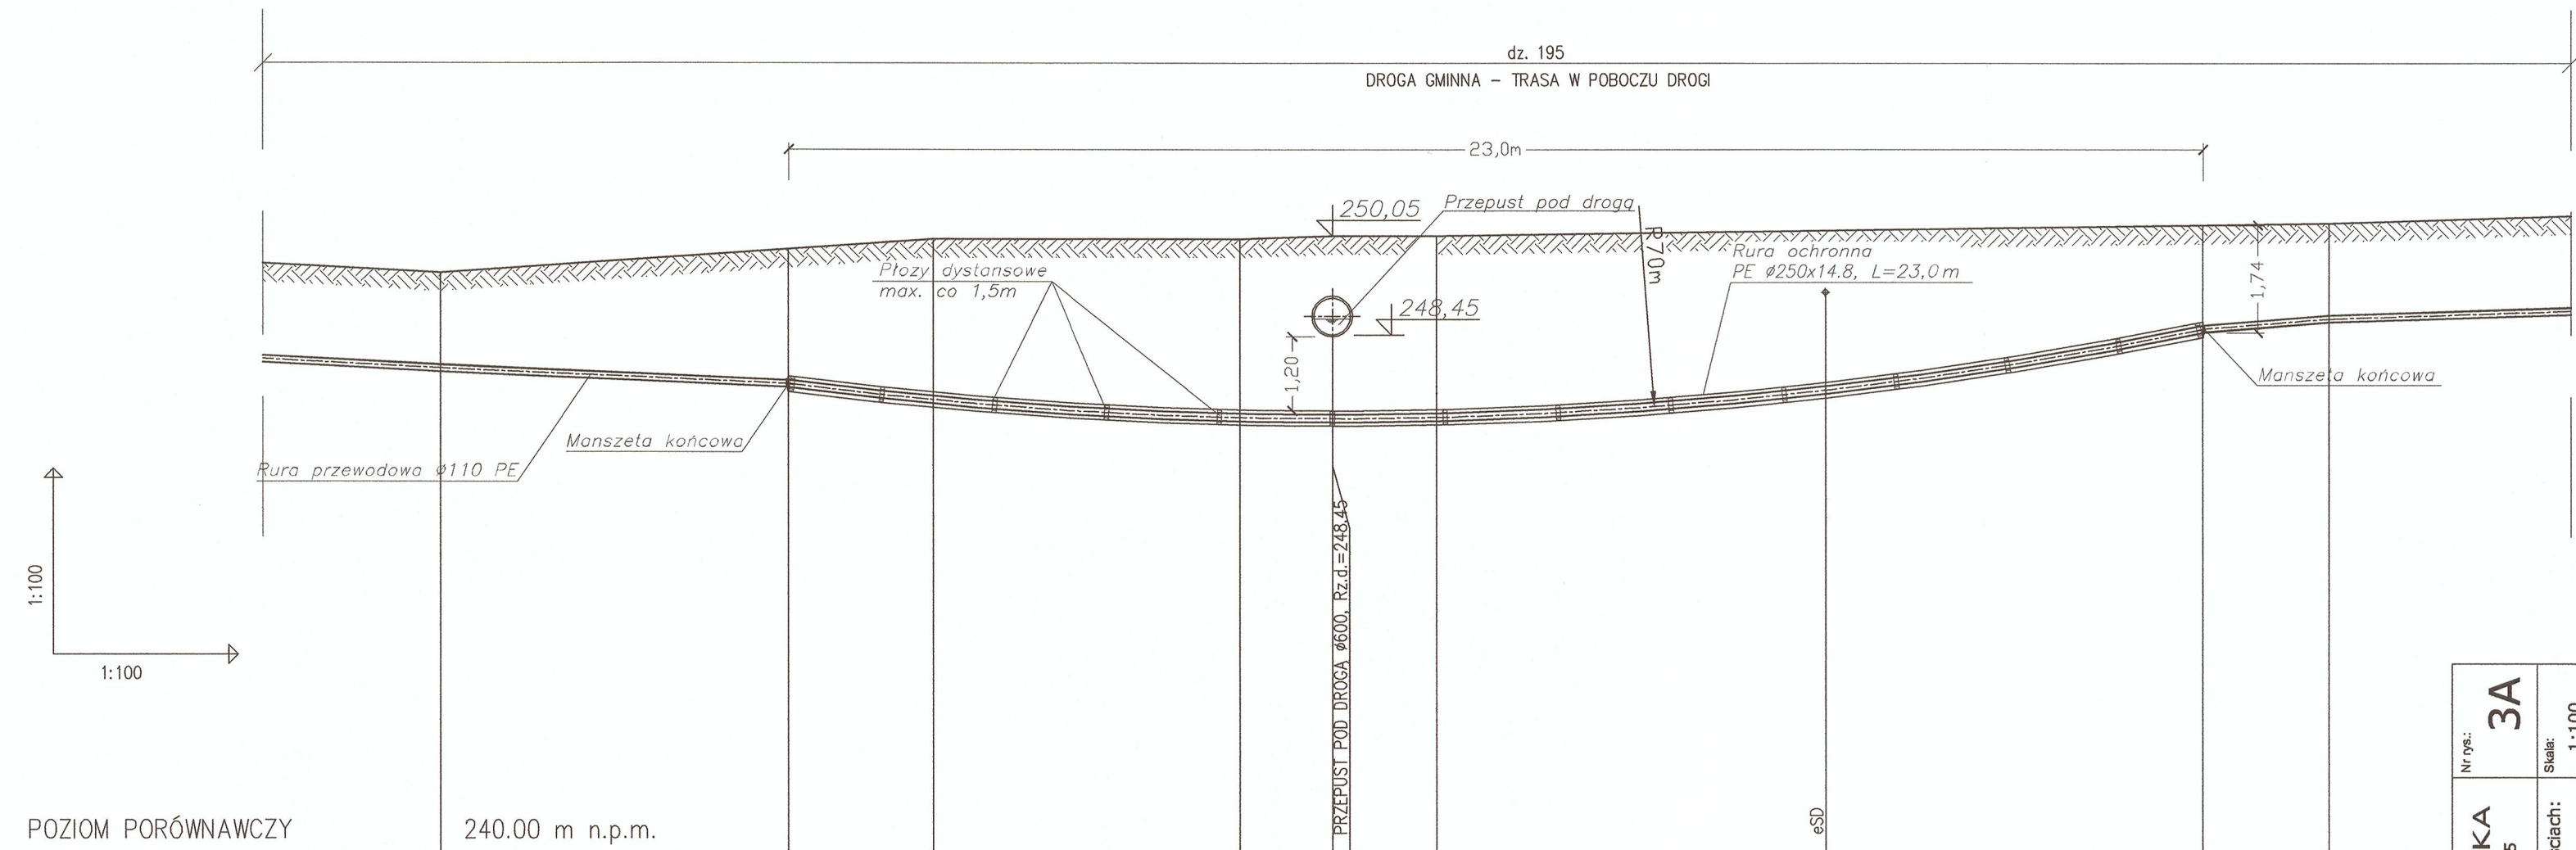 dz. 195
DROGA GMINNA – TRASA W POBOCZU DROGI
23,0m
250,05
Przepust pod drogą
R70m
Rura ochronna
PE ø250x14.8, L=23,0m
1,74
Płozy dystansowe
max. co 1,5m
248,45
1,20
Manszeta końcowa
Manszeta końcowa
Rura przewodowa ø110 PE
1:100
1:100
PRZEPUST POD DROGĄ ø600, Rz.d.=248.45
eSD
Nr rys.:
3A
Skala:
1:100
POZIOM PORÓWNAWCZY 240.00 m n.p.m.